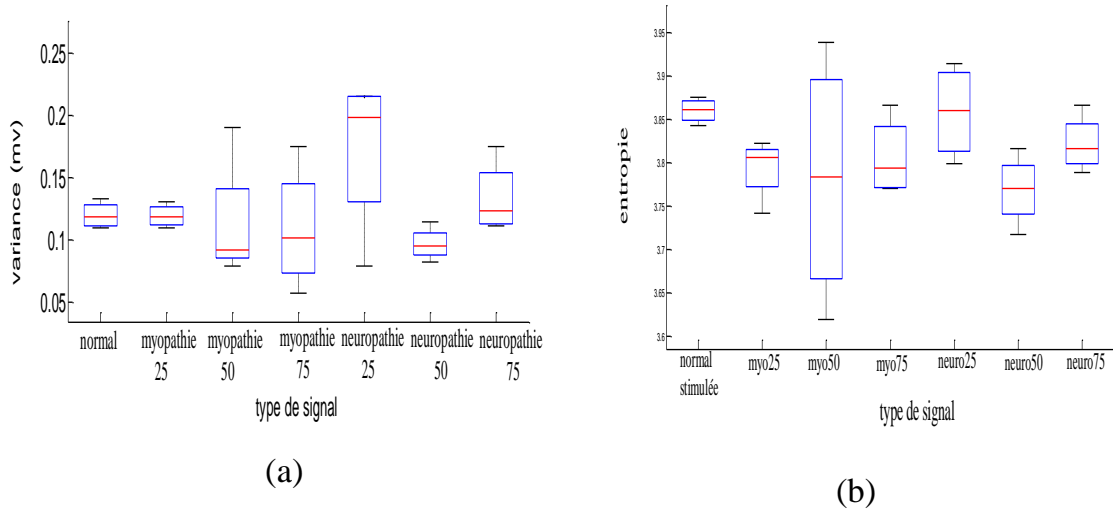 0.25
0.2
0.15
0.1
0.05
variance (mv)
normal myopathie myopathie myopathie neuropathie neuropathie neuropathie
25 50 75 25 50 75
type de signal
(a)
3.95
3.9
3.85
3.8
3.75
3.7
3.65
3.6
entropie
normal myo25 myo50 myo75 neuro25 neuro50 neuro75
stimulée
type de signal
(b)